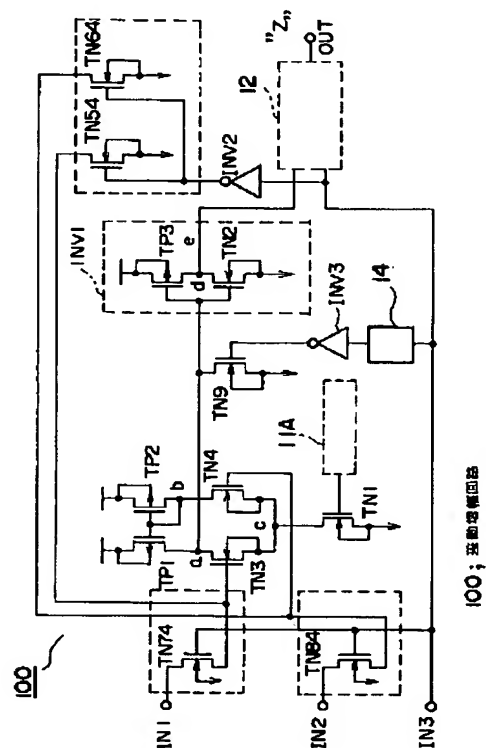 100
TN64
TN54
INV1
"Z"
12
OUT
INV2
TP3
e
d
TN2
TP2
TP1
b
a
TN4
TN3
c
TN9
INV3
14
11A
TN1
TN74
IN1
TN84
IN2
IN3
100；差動増幅回路